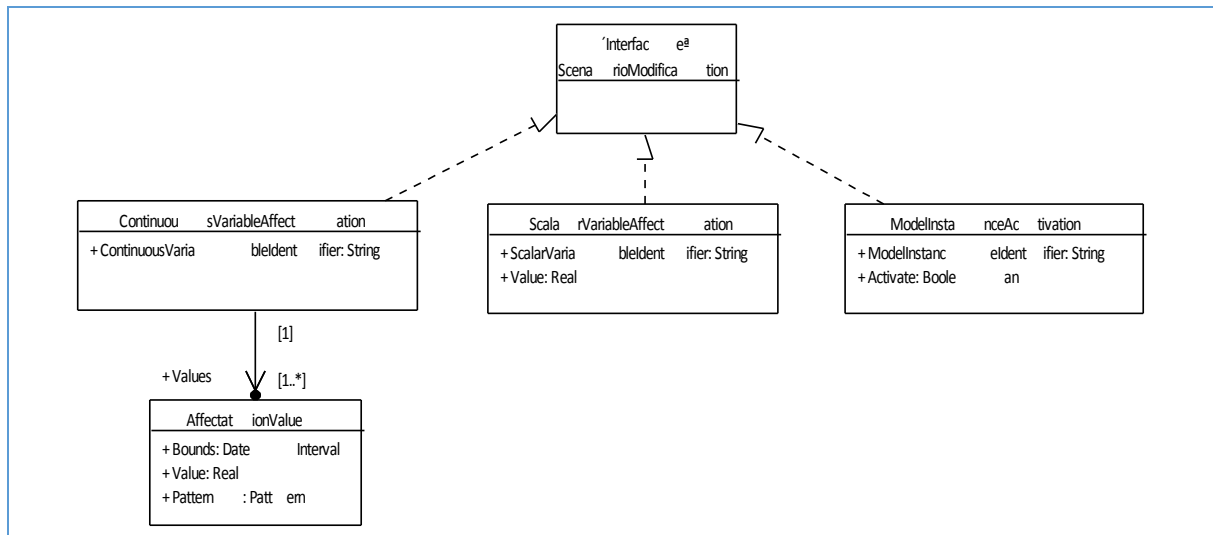 ´Interfac eª
Scena rioModifica tion
Continuou sVariableAffect ation
+ ContinuousVaria bleIdent ifier: String
Scala rVariableAffect ation
+ ScalarVaria bleIdent ifier: String
+ Value: Real
ModelInsta nceAc tivation
+ ModelInstanc eIdent ifier: String
+ Activate: Boole an
[1]
+ Values [1..*]
Affectat ionValue
+ Bounds: Date Interval
+ Value: Real
+ Pattern : Patt ern